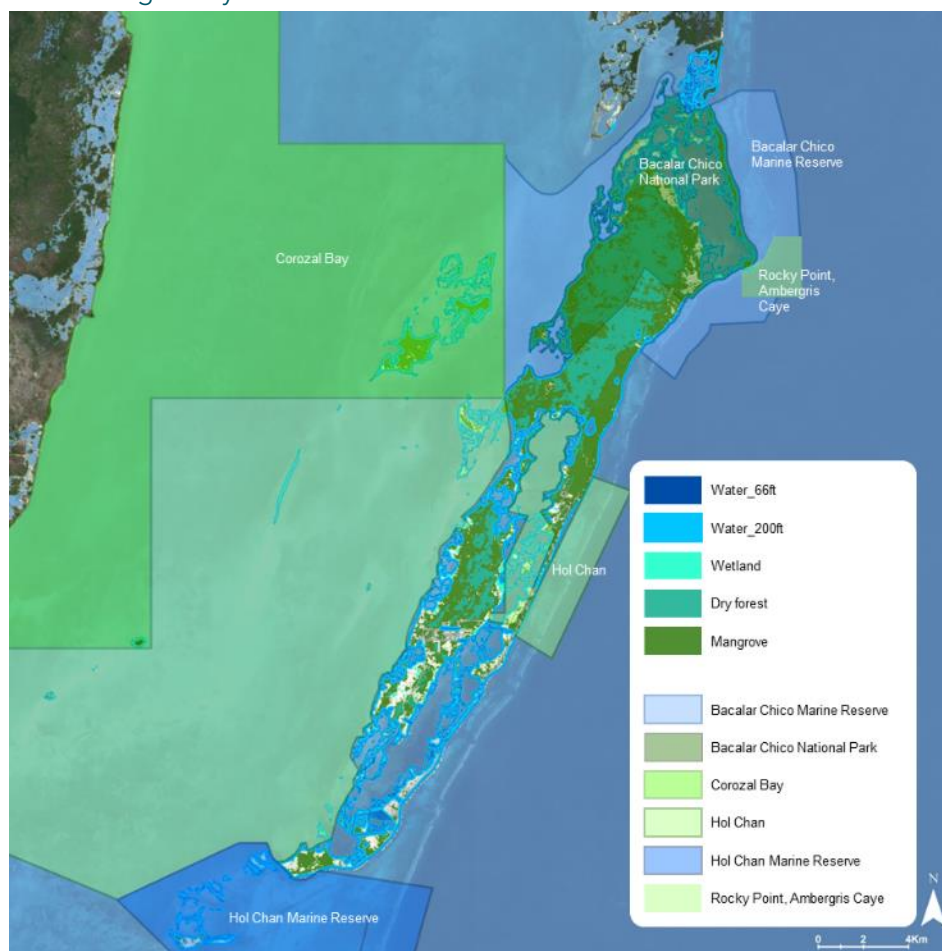 Bacalar Chico
Marine Reserve
Bacalar Chico
National Park
Corozal Bay
Rocky Point,
Ambergris
Caye
Hol Chan
Hol Chan Marine Reserve
Water_66ft
Water_200ft
Wetland
Dry forest
Mangrove
Bacalar Chico Marine Reserve
Bacalar Chico National Park
Corozal Bay
Hol Chan
Hol Chan Marine Reserve
Rocky Point, Ambergris Caye
N
0 2 4Km